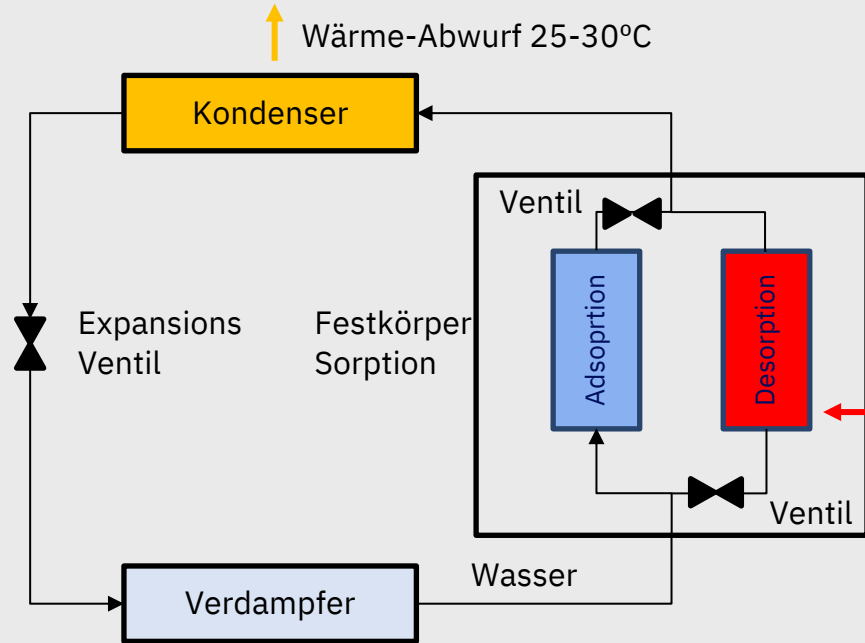 Wärme-Abwurf 25-30ºC
Kondenser
Ventil
Expansions
Ventil
Festkörper
Sorption
Adsoprtion
Desorption
Ventil
Wasser
Verdampfer